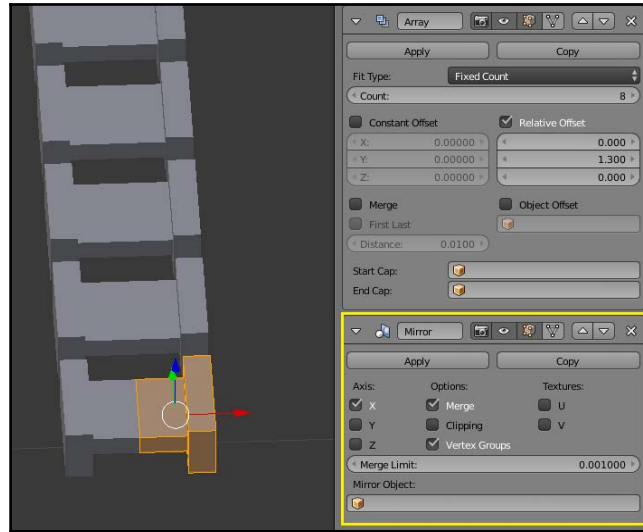 Array
Apply Copy
Fit Type: Fixed Count
Count: 8
Constant Offset Relative Offset
X: 0.00000 0.000
Y: 0.00000 1.300
Z: 0.00000 0.000
Merge Object Offset
First Last
Distance: 0.0100
Start Cap:
End Cap:
Mirror
Apply Copy
Axis: Options: Textures:
X Merge U
Y Clipping V
Z Vertex Groups
Merge Limit: 0.001000
Mirror Object: